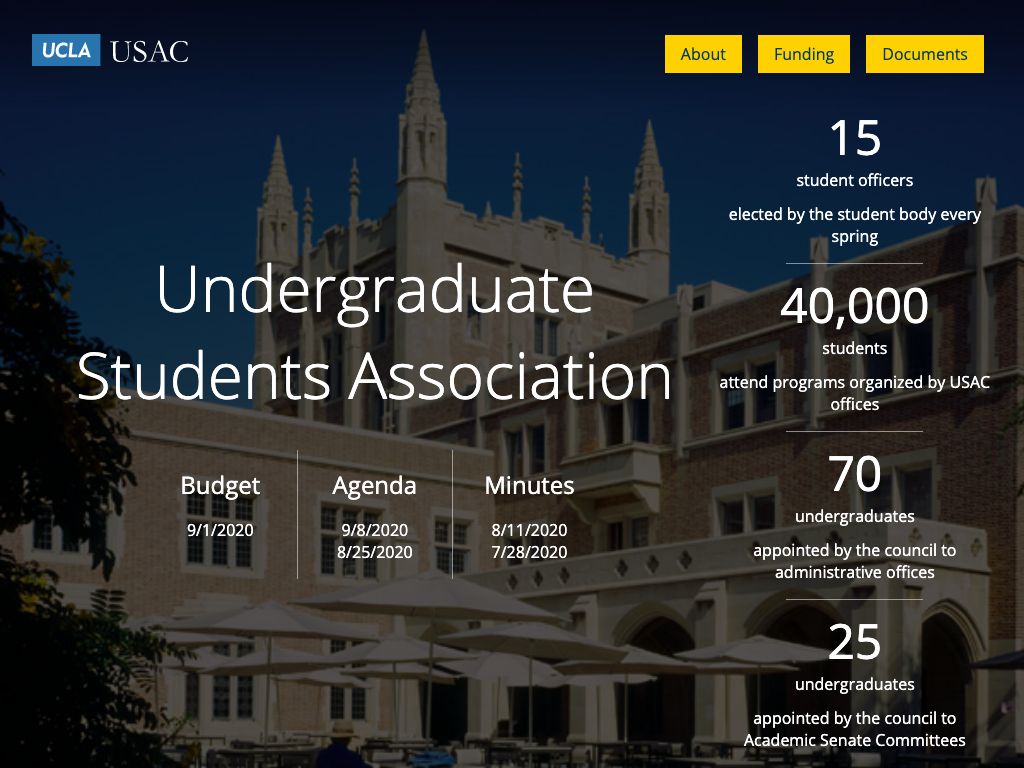 UCLA USAC
About
Funding
Documents
Undergraduate
Students Association
Budget
9/1/2020
Agenda
9/8/2020
8/25/2020
Minutes
8/11/2020
7/28/2020
15
student officers
elected by the student body every
spring
40,000
students
attend programs organized by USAC
offices
70
undergraduates
appointed by the council to
administrative offices
25
undergraduates
appointed by the council to
Academic Senate Committees